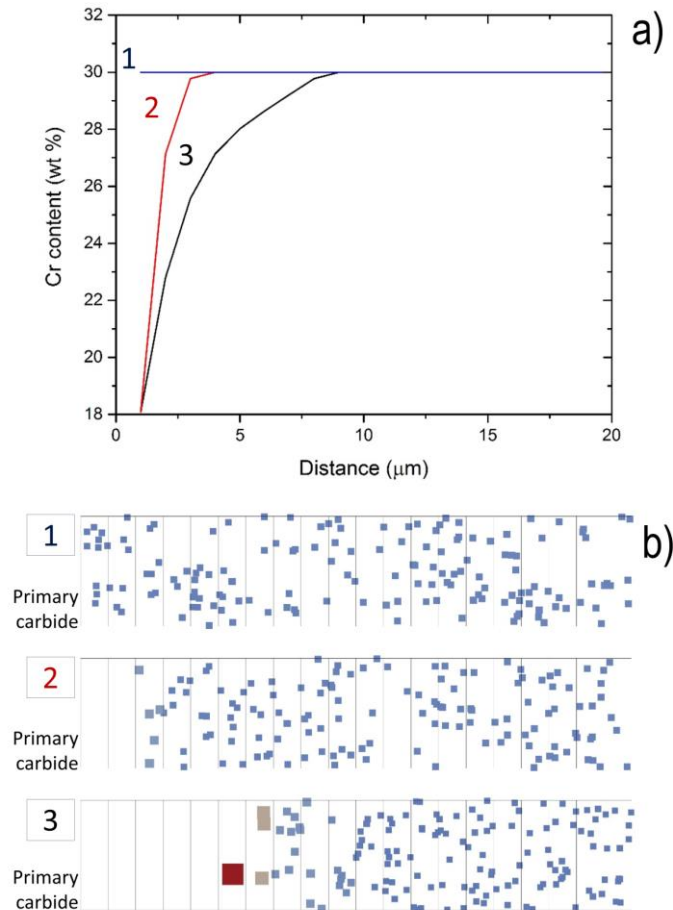 a)
32
30
28
26
24
22
20
18
1
2
3
Cr content (wt %)
0
5
10
15
20
Distance (μm)
b)
1
Primary
carbide
2
Primary
carbide
3
Primary
carbide